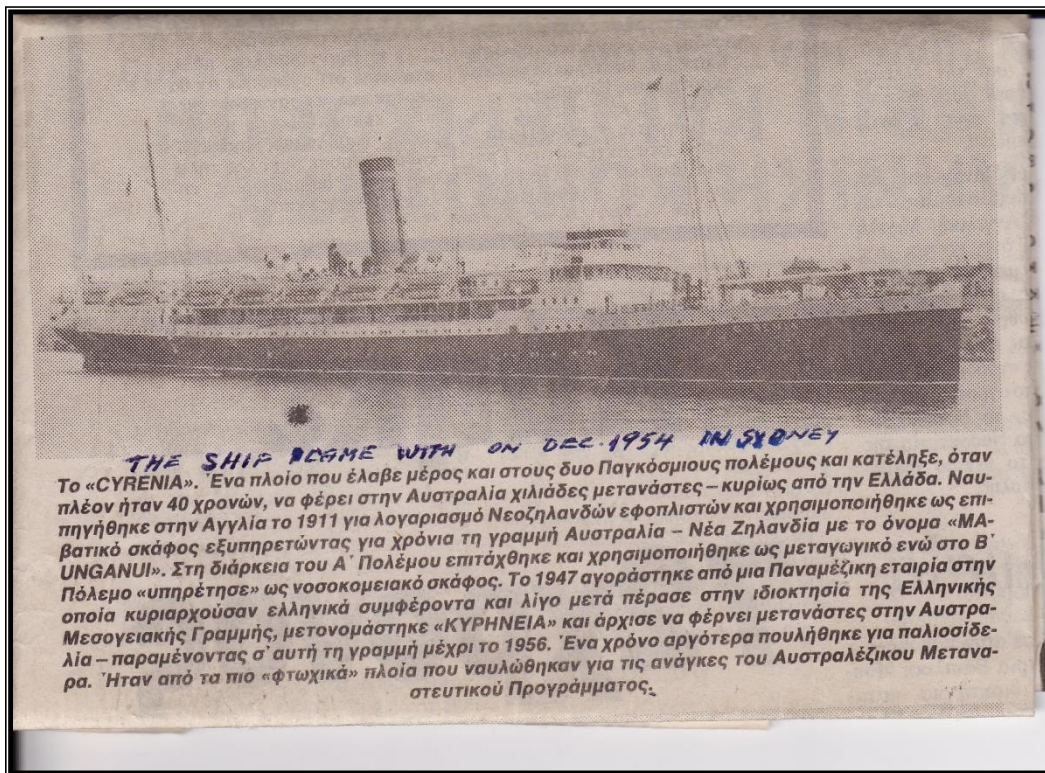 CYRENIA
THE SHIP I CAME WITH ON DEC. 1954 IN SYDNEY
Το «CYRENIA». Ένα πλοίο που έλαβε μέρος και στους δυο Παγκόσμιους πολέμους και κατέληξε, όταν
πλέον ήταν 40 χρονών, να φέρει στην Αυστραλία χιλιάδες μετανάστες – κυρίως από την Ελλάδα. Ναυ-
πηγήθηκε στην Αγγλία το 1911 για λογαριασμό Νεοζηλανδών εφοπλιστών και χρησιμοποιήθηκε ως επι-
βατικό σκάφος εξυπηρετώντας για χρόνια τη γραμμή Αυστραλία – Νέα Ζηλανδία με το όνομα «ΜΑ-
UNGANUI». Στη διάρκεια του Α΄ Πολέμου επιτάχθηκε και χρησιμοποιήθηκε ως μεταγωγικό ενώ στο Β΄
Πόλεμο «υπηρέτησε» ως νοσοκομειακό σκάφος. Το 1947 αγοράστηκε από μια Παναμέζικη εταιρία στην
οποία κυριαρχούσαν ελληνικά συμφέροντα και λίγο μετά πέρασε στην ιδιοκτησία της Ελληνικής
Μεσογειακής Γραμμής, μετονομάστηκε «ΚΥΡΗΝΕΙΑ» και άρχισε να φέρνει μετανάστες στην Αυστρα-
λία – παραμένοντας σ' αυτή τη γραμμή μέχρι το 1956. Ένα χρόνο αργότερα πουλήθηκε για παλιοσίδε-
ρα. Ήταν από τα πιο «φτωχικά» πλοία που ναυλώθηκαν για τις ανάγκες του Αυστραλέζικου Μετανα-
στευτικού Προγράμματος.